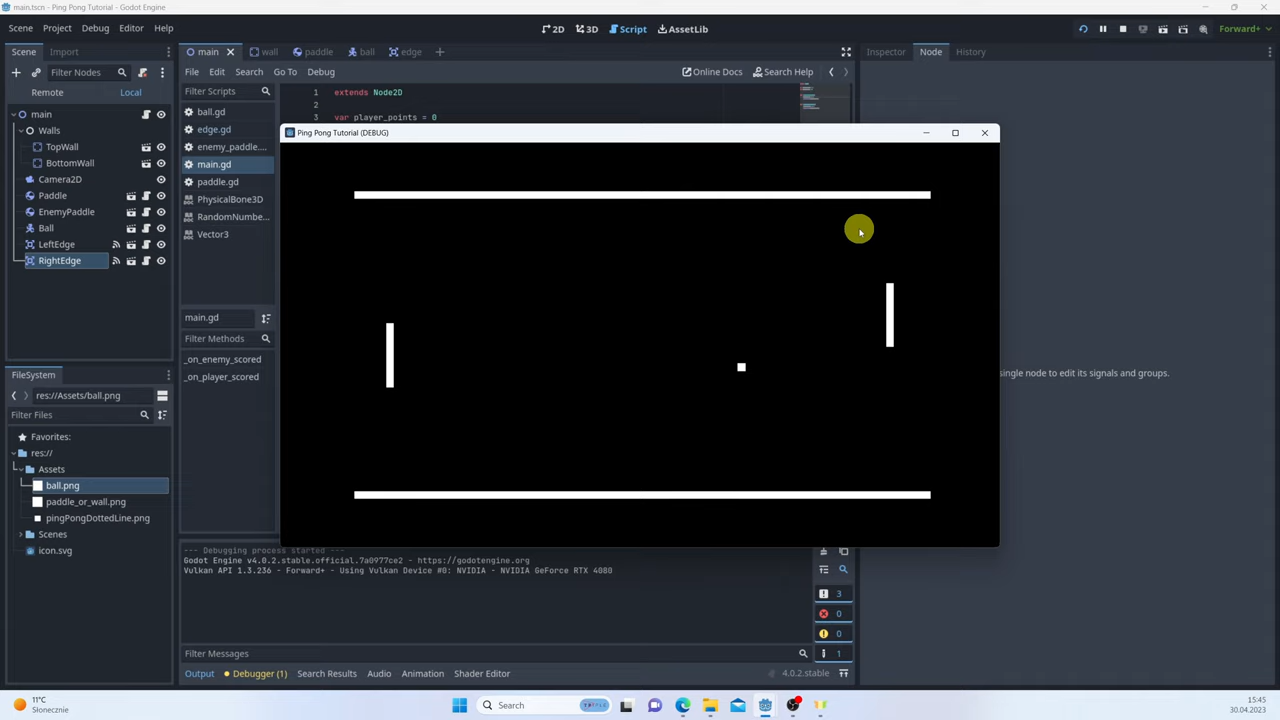 main.tscn - Ping Pong Tutorial - Godot Engine
Scene Project Debug Editor Help
2D 3D Script AssetLib
Forward+
Scene Import
main wall paddle ball edge
Inspector Node History
Filter Nodes
File Edit Search Go To Debug
Online Docs Search Help
Remote Local
Filter Scripts
1 extends Node2D
2
3 var player_points = 0
main
Walls
TopWall
BottomWall
Camera2D
Paddle
EnemyPaddle
Ball
LeftEdge
RightEdge
ball.gd
edge.gd
enemy_paddle....
main.gd
paddle.gd
PhysicalBone3D
RandomNumbe...
Vector3
main.gd
Filter Methods
_on_enemy_scored
_on_player_scored
Ping Pong Tutorial (DEBUG)
single node to edit its signals and groups.
FileSystem
res://Assets/ball.png
Filter Files
Favorites:
res://
Assets
ball.png
paddle_or_wall.png
pingPongDottedLine.png
Scenes
icon.svg
--- Debugging process started ---
Godot Engine v4.0.2.stable.official.7a0977ce2 - https://godotengine.org
Vulkan API 1.3.236 - Forward+ - Using Vulkan Device #0: NVIDIA - NVIDIA GeForce RTX 4080
3
0
0
1
Filter Messages
Output Debugger (1) Search Results Audio Animation Shader Editor
4.0.2.stable
11°C
Słonecznie
Search
15:45
30.04.2023